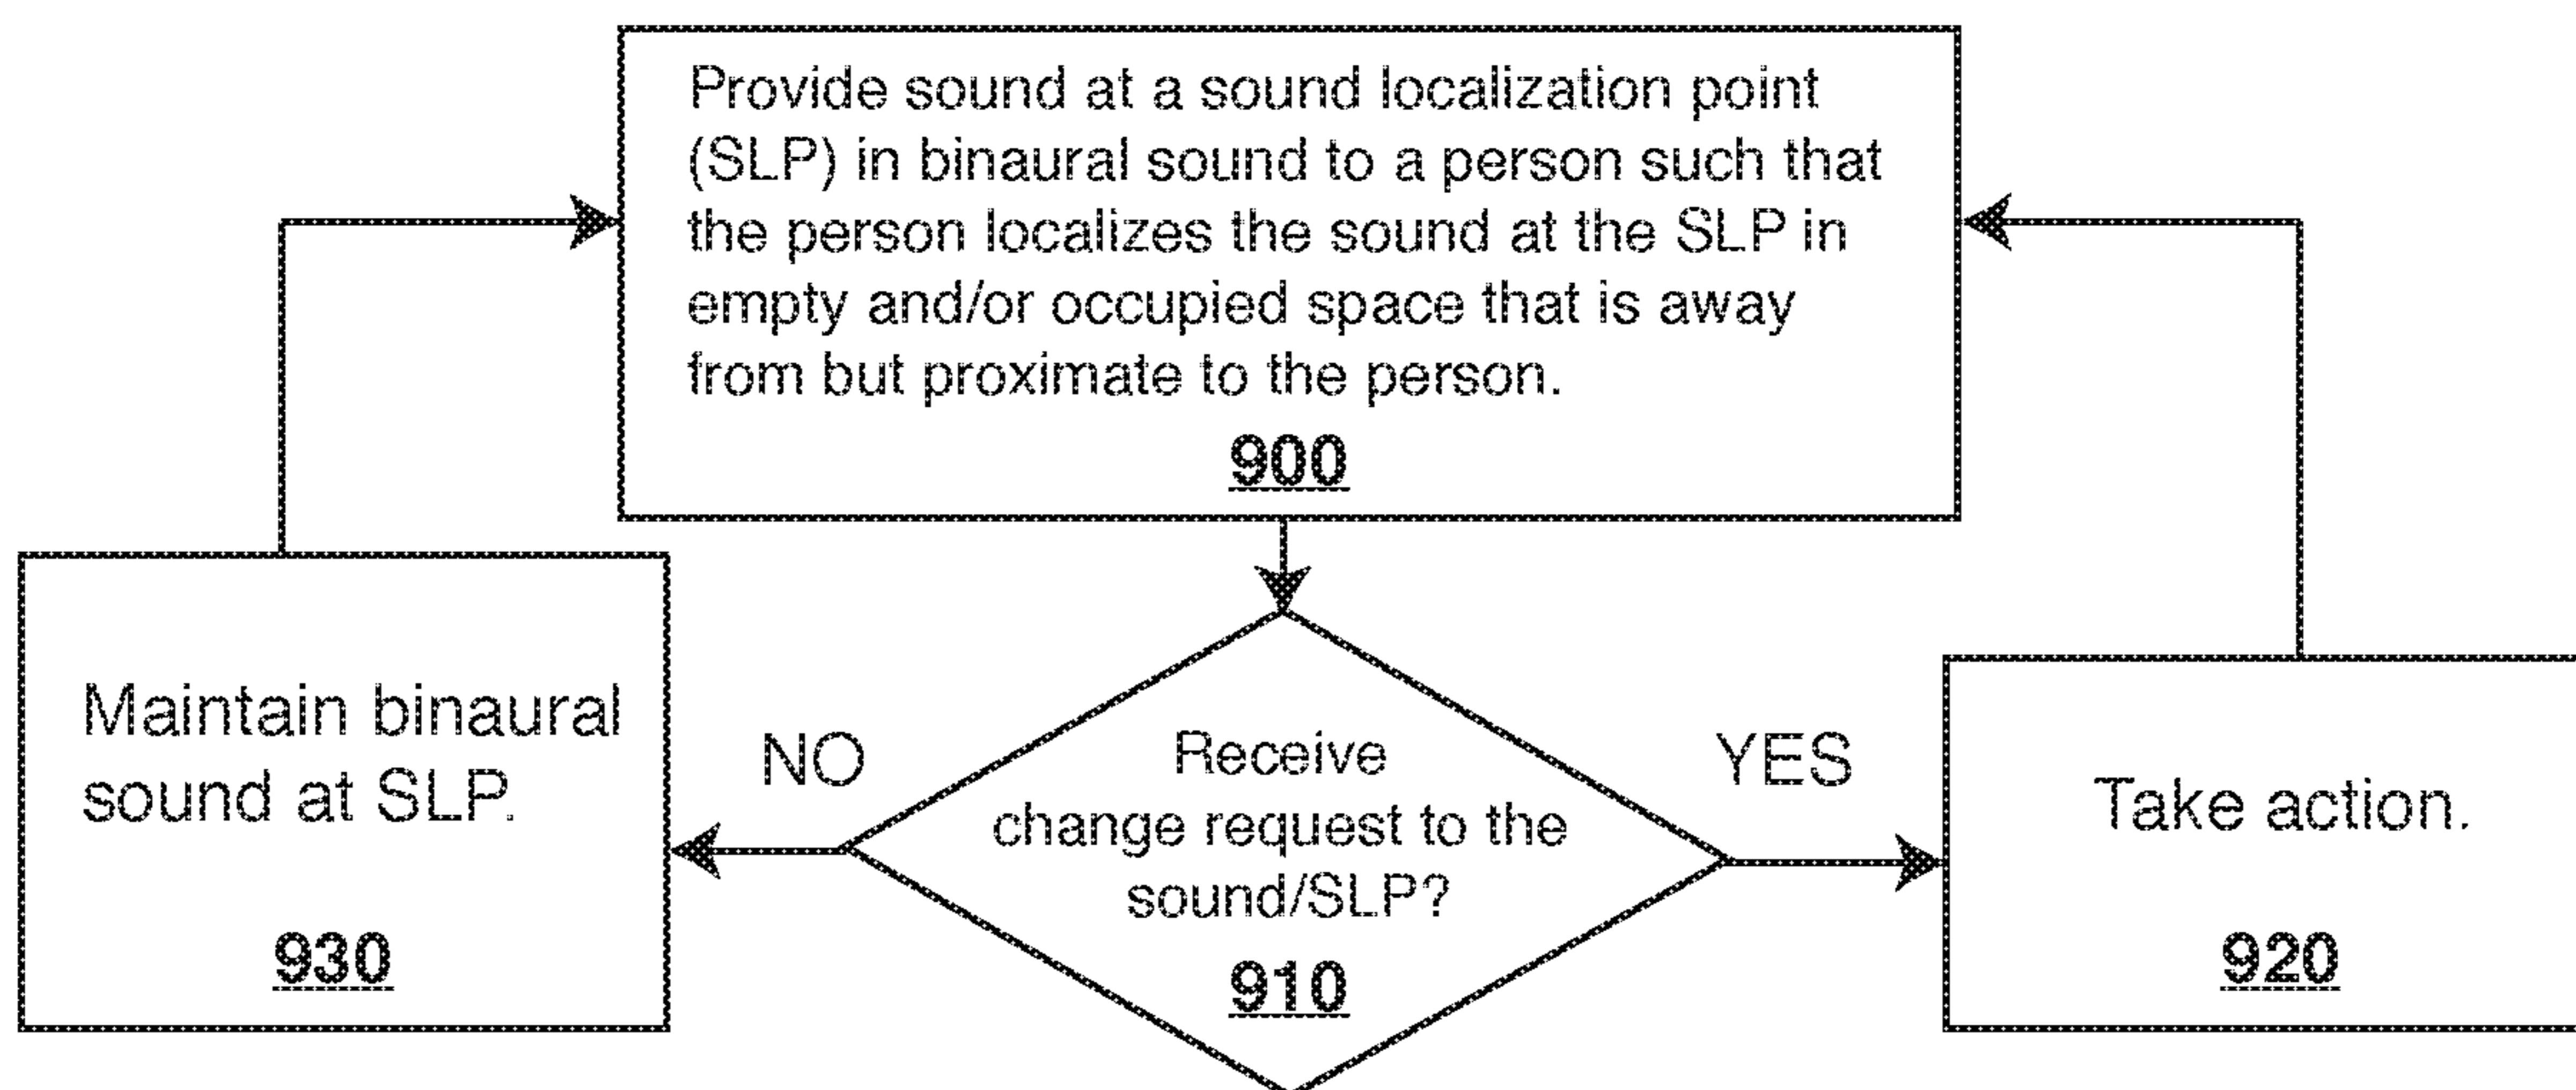 Provide sound at a sound localization point
(SLP) in binaural sound to a person such that
the person localizes the sound at the SLP in
empty and/or occupied space that is away
from but proximate to the person.
900
Maintain binaural
sound at SLP.
930
NO
Receive
change request to the
sound/SLP?
910
YES
Take action.
920